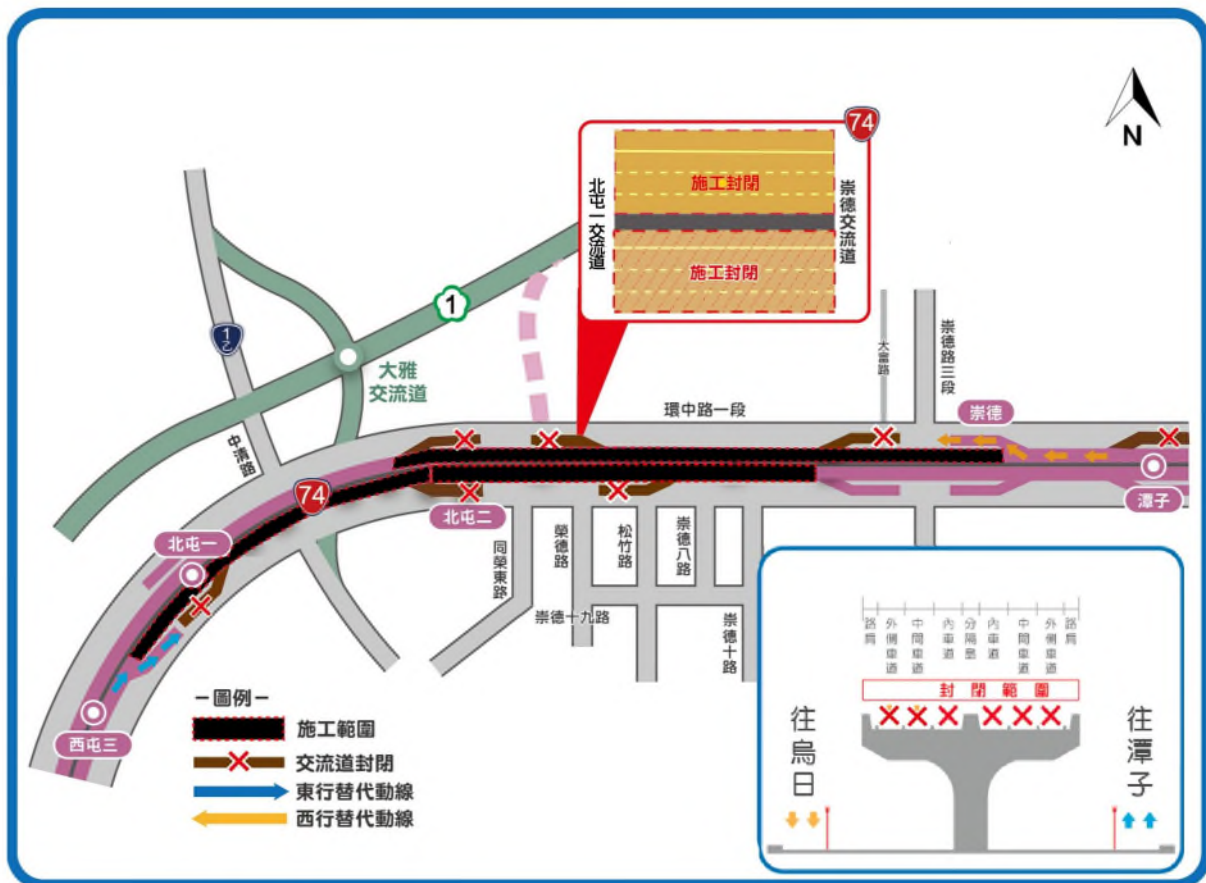 N
74
北屯一交流道
施工封閉
施工封閉
崇德交流道
1
1乙
大雅
交流道
中清路
環中路一段
大富路
崇德路三段
崇德
潭子
74
北屯一
北屯二
西屯三
同榮東路
榮德路
松竹路
崇德八路
崇德十路
崇德十九路
－圖例－
施工範圍
交流道封閉
東行替代動線
西行替代動線
路肩
外側車道
中間車道
內車道
分隔島
內車道
中間車道
外側車道
路肩
封閉範圍
往烏日
往潭子